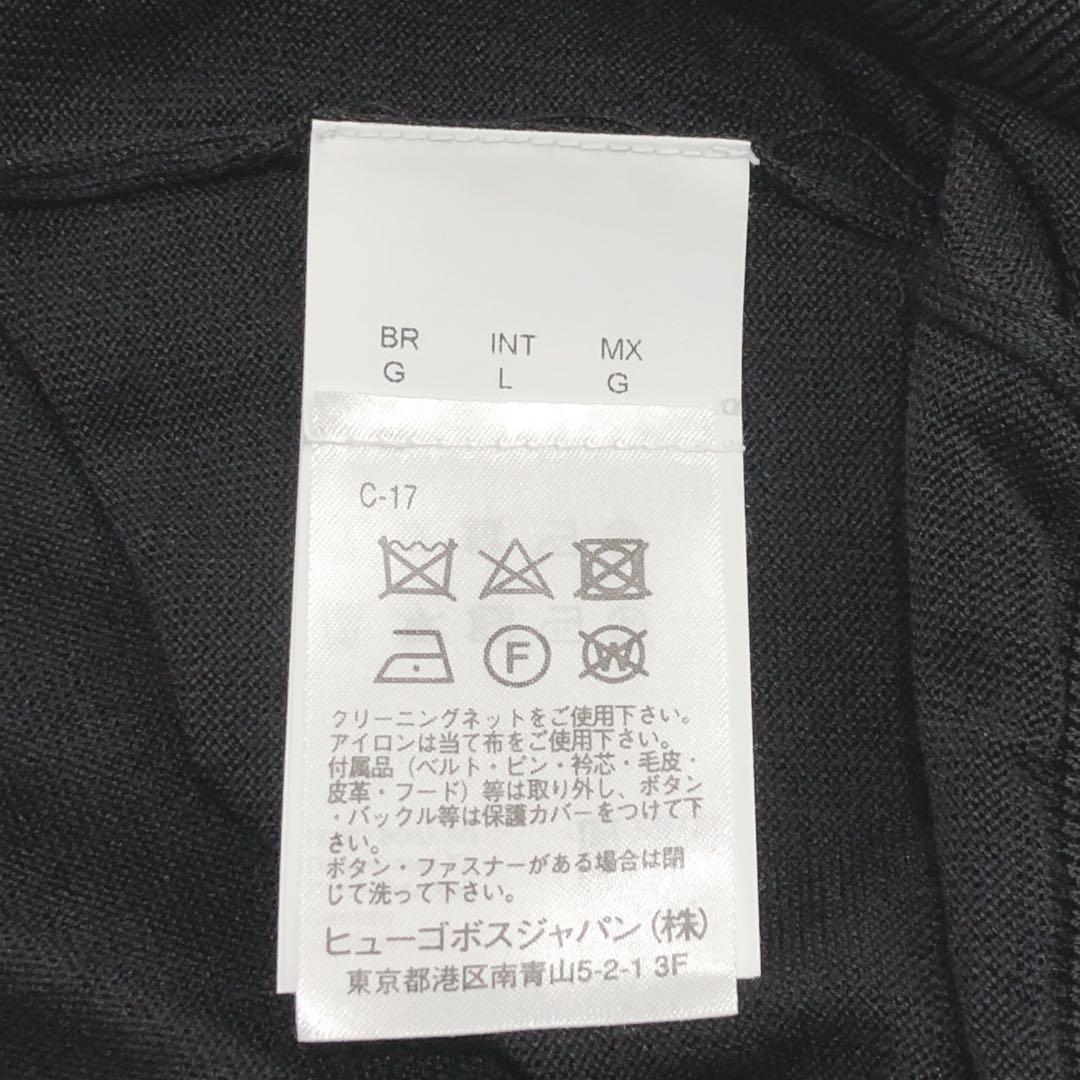 BR INT MX
G L G
C-17
F W
クリーニングネットをご使用下さい。
アイロンは当て布をご使用下さい。
付属品（ベルト・ピン・衿芯・毛皮・
皮革・フード）等は取り外し、ボタン
・バックル等は保護カバーをつけて下
さい。
ボタン・ファスナーがある場合は閉
じて洗って下さい。
ヒューゴボスジャパン(株)
東京都港区南青山5-2-1 3F